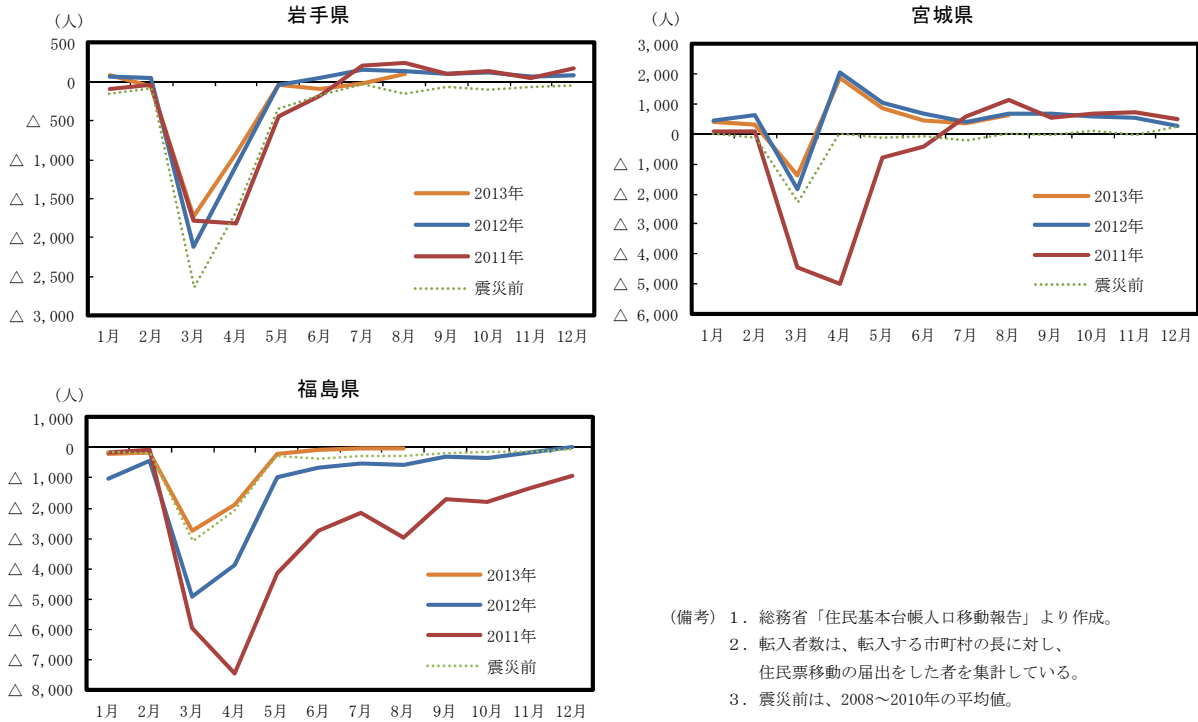 岩手県
（人）
500
0
△ 500
△ 1,000
△ 1,500
△ 2,000
△ 2,500
△ 3,000
2013年
2012年
2011年
震災前
1月 2月 3月 4月 5月 6月 7月 8月 9月 10月 11月 12月
宮城県
（人）
3,000
2,000
1,000
0
△ 1,000
△ 2,000
△ 3,000
△ 4,000
△ 5,000
△ 6,000
2013年
2012年
2011年
震災前
1月 2月 3月 4月 5月 6月 7月 8月 9月 10月 11月 12月
福島県
（人）
1,000
0
△ 1,000
△ 2,000
△ 3,000
△ 4,000
△ 5,000
△ 6,000
△ 7,000
△ 8,000
2013年
2012年
2011年
震災前
1月 2月 3月 4月 5月 6月 7月 8月 9月 10月 11月 12月
（備考）１．総務省「住民基本台帳人口移動報告」より作成。
２．転入者数は、転入する市町村の長に対し、
住民票移動の届出をした者を集計している。
３．震災前は、2008～2010年の平均値。